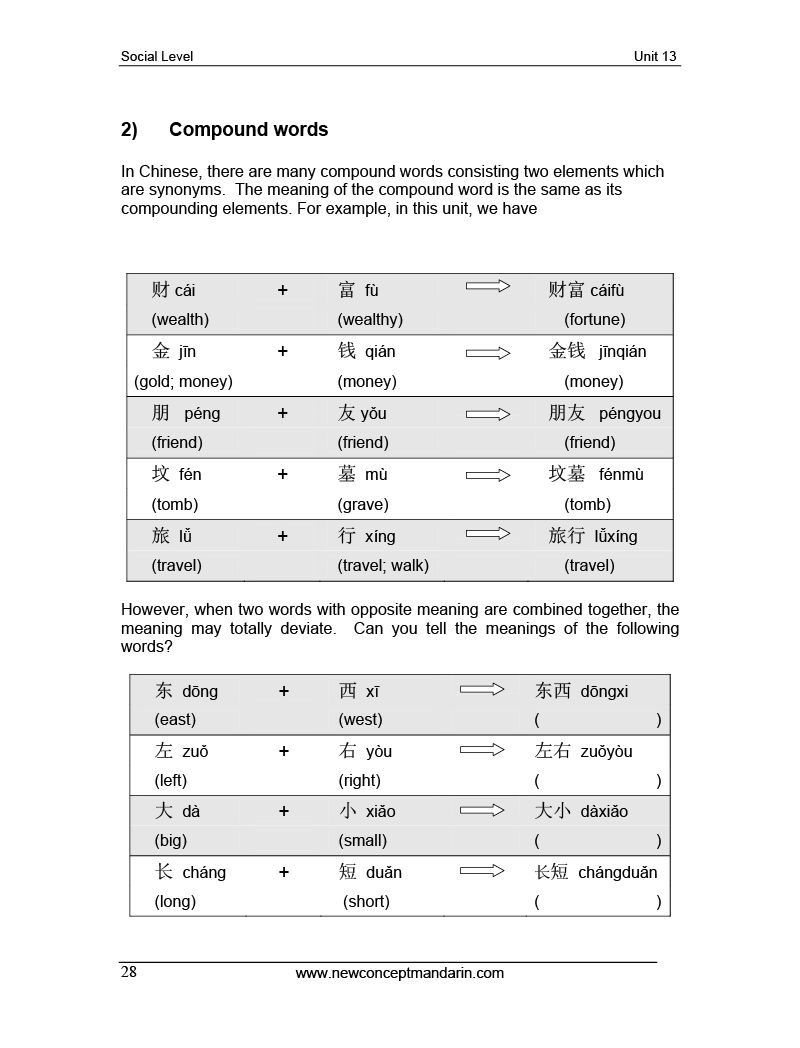 Social Level Unit 13
2) Compound words
In Chinese, there are many compound words consisting two elements which
are synonyms. The meaning of the compound word is the same as its
compounding elements. For example, in this unit, we have
财 cái + 富 fù 财富 cáifù
(wealth) (wealthy) (fortune)
金 jīn + 钱 qián 金钱 jīnqián
(gold; money) (money) (money)
朋 péng + 友 yǒu 朋友 péngyou
(friend) (friend) (friend)
坟 fén + 墓 mù 坟墓 fénmù
(tomb) (grave) (tomb)
旅 lǚ + 行 xíng 旅行 lǚxíng
(travel) (travel; walk) (travel)
However, when two words with opposite meaning are combined together, the
meaning may totally deviate. Can you tell the meanings of the following
words?
东 dōng + 西 xī 东西 dōngxi
(east) (west) ( )
左 zuǒ + 右 yòu 左右 zuǒyòu
(left) (right) ( )
大 dà + 小 xiǎo 大小 dàxiǎo
(big) (small) ( )
长 cháng + 短 duǎn 长短 chángduǎn
(long) (short) ( )
28 www.newconceptmandarin.com